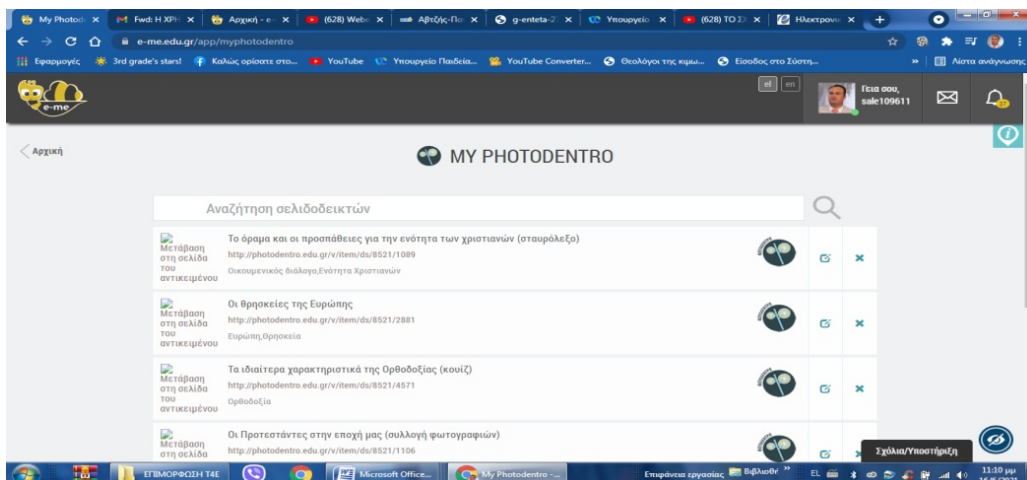 My Photod
Fwd: Η ΧΡΗ
Αρχική - e-
(628) Web
Αβτζής-Πο
g-enteta-2
Υπουργείο
(628) ΤΟ Σ
Ηλεκτρον
e-me.edu.gr/app/myphotodentro
Εφαρμογές
3rd grade's stars!
Καλώς ορίσατε στο...
YouTube
Υπουργείο Παιδεία...
YouTube Converter...
Θεολόγοι της κιμω...
Είσοδος στο Σύστη...
»
Λίστα ανάγνωσης
e-me
el
en
Γεια σου,
sale109611
Αρχική
MY PHOTODENTRO
Αναζήτηση σελιδοδεικτών
Μετάβαση
στη σελίδα
του
αντικειμένου
Το όραμα και οι προσπάθειες για την ενότητα των χριστιανών (σταυρόλεξο)
http://photodentro.edu.gr/v/item/ds/8521/1089
Οικουμενικός διάλογο,Ενότητα Χριστιανών
Μετάβαση
στη σελίδα
του
αντικειμένου
Οι θρησκείες της Ευρώπης
http://photodentro.edu.gr/v/item/ds/8521/2881
Ευρώπη,Θρησκεία
Μετάβαση
στη σελίδα
του
αντικειμένου
Τα ιδιαίτερα χαρακτηριστικά της Ορθοδοξίας (κουίζ)
http://photodentro.edu.gr/v/item/ds/8521/4571
Ορθοδοξία
Μετάβαση
στη σελίδα
Οι Προτεστάντες στην εποχή μας (συλλογή φωτογραφιών)
http://photodentro.edu.gr/v/item/ds/8521/1106
Σχόλια/Υποστήριξη
ΕΠΙΜΟΡΦΩΣΗ Τ4Ε
Microsoft Office...
My Photodentro -...
Επιφάνεια εργασίας
Βιβλιοθ
»
EL
11:10 μμ